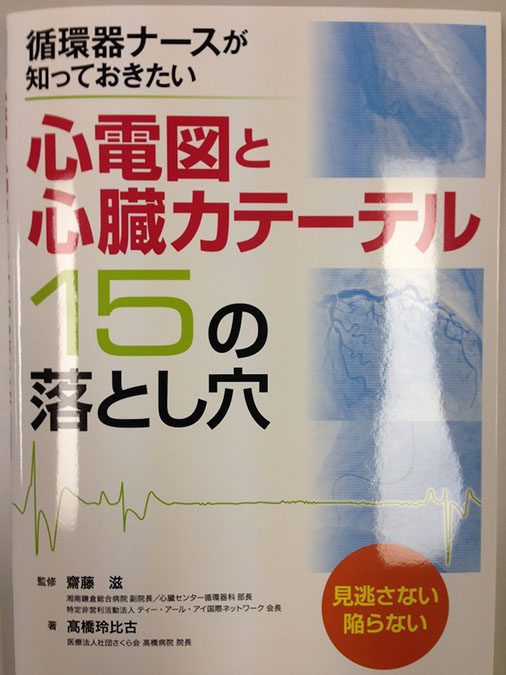 循環器ナースが
知っておきたい
心電図と
心臓カテーテル
15の
落とし穴
監修 齋藤 滋
湘南鎌倉総合病院 副院長／心臓センター循環器科 部長
特定非営利活動法人 ティー・アール・アイ国際ネットワーク 会長
著 髙橋玲比古
医療法人社団さくら会 高橋病院 院長
見逃さない
陥らない